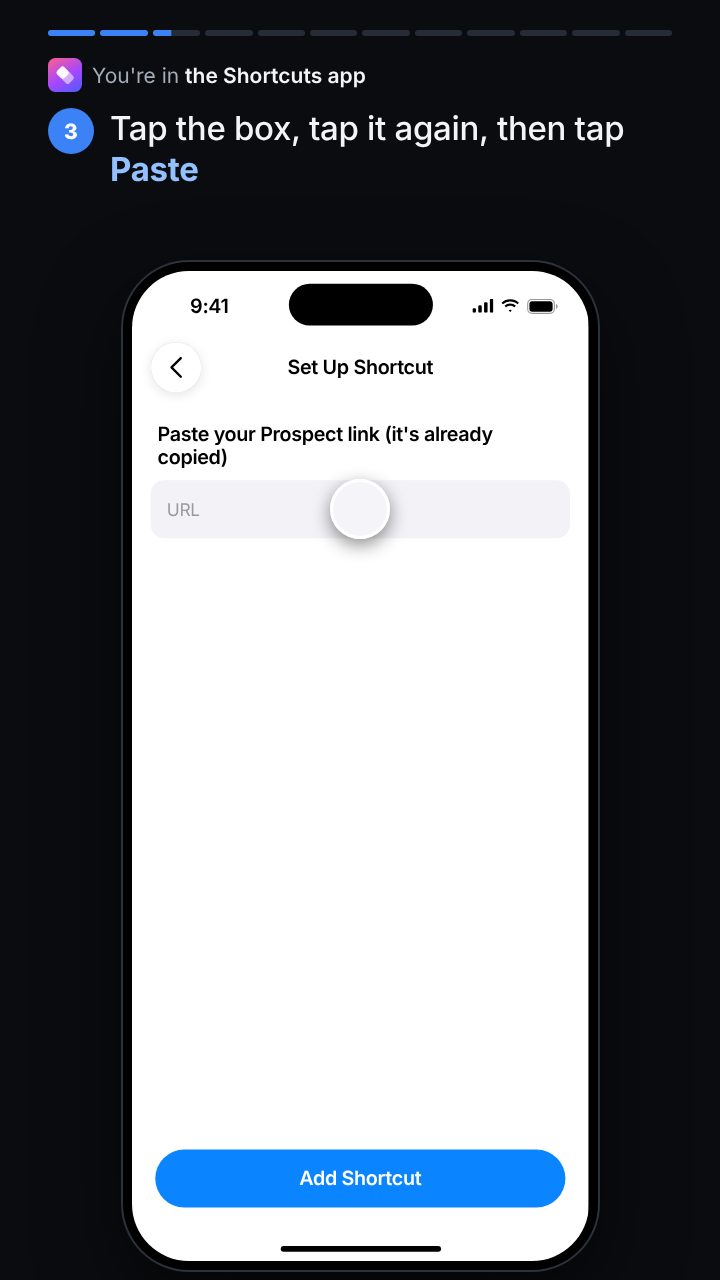 You're in the Shortcuts app
3
Tap the box, tap it again, then tap
Paste
9:41
Set Up Shortcut
Paste your Prospect link (it's already
copied)
URL
Add Shortcut